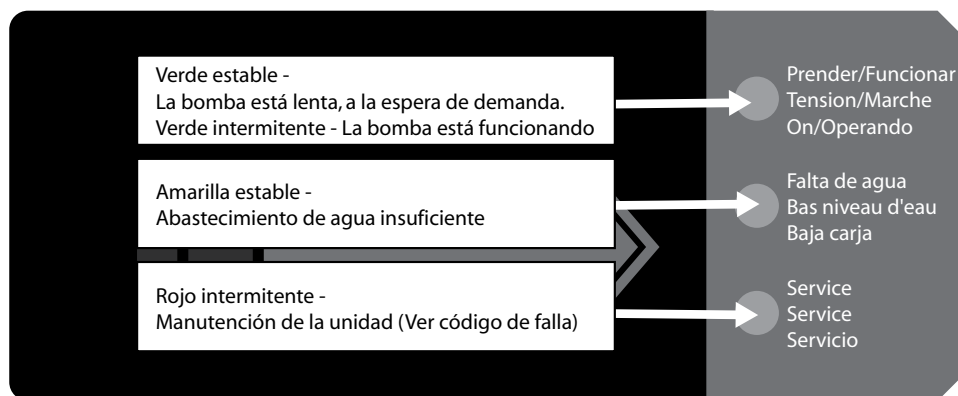 Verde estable -
La bomba está lenta, a la espera de demanda.
Verde intermitente - La bomba está funcionando
Prender/Funcionar
Tension/Marche
On/Operando
Amarilla estable -
Abastecimiento de agua insuficiente
Falta de agua
Bas niveau d'eau
Baja carja
Rojo intermitente -
Manutención de la unidad (Ver código de falla)
Service
Service
Servicio